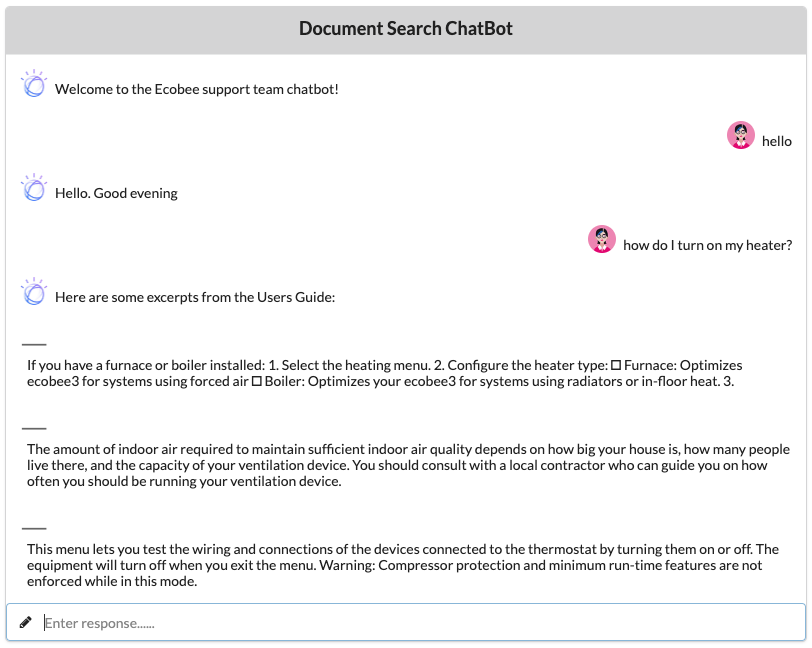 Document Search ChatBot
Welcome to the Ecobee support team chatbot!
hello
Hello. Good evening
how do I turn on my heater?
Here are some excerpts from the Users Guide:
If you have a furnace or boiler installed: 1. Select the heating menu. 2. Configure the heater type: ☐ Furnace: Optimizes
ecobee3 for systems using forced air ☐ Boiler: Optimizes your ecobee3 for systems using radiators or in-floor heat. 3.
The amount of indoor air required to maintain sufficient indoor air quality depends on how big your house is, how many people
live there, and the capacity of your ventilation device. You should consult with a local contractor who can guide you on how
often you should be running your ventilation device.
This menu lets you test the wiring and connections of the devices connected to the thermostat by turning them on or off. The
equipment will turn off when you exit the menu. Warning: Compressor protection and minimum run-time features are not
enforced while in this mode.
Enter response......